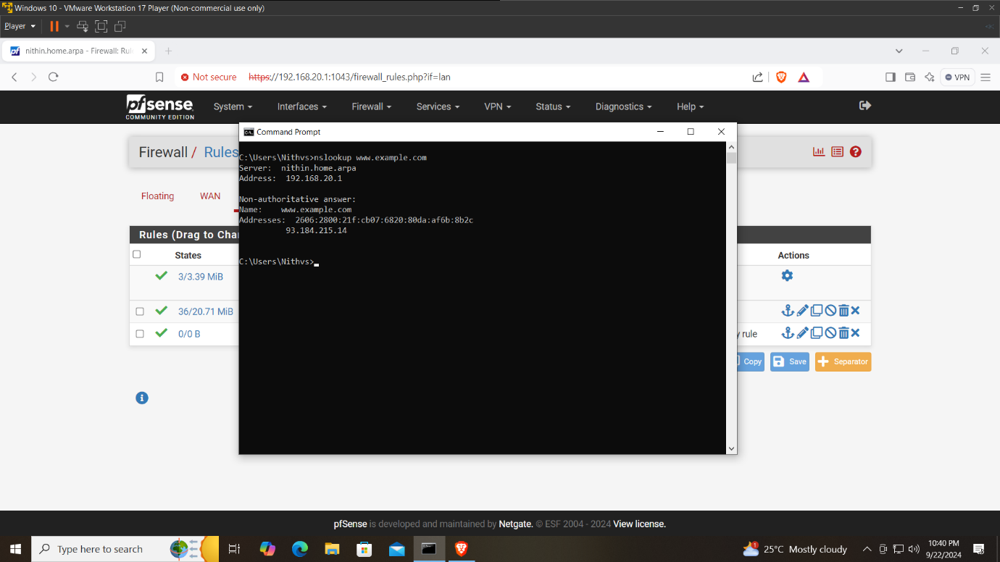 Windows 10 - VMware Workstation 17 Player (Non-commercial use only)
Player
nithin.home.arpa - Firewall: Rul
Not secure https://192.168.20.1:1043/firewall_rules.php?if=lan
VPN
pfsense
COMMUNITY EDITION
System Interfaces Firewall Services VPN Status Diagnostics Help
Command Prompt
Firewall / Rules
Floating WAN
C:\Users\Nithvs>nslookup www.example.com
Server: nithin.home.arpa
Address: 192.168.20.1
Non-authoritative answer:
Name: www.example.com
Addresses: 2606:2800:21f:cb07:6820:80da:af6b:8b2c
93.184.215.14
C:\Users\Nithvs>
Rules (Drag to Cha
States Actions
3/3.39 MiB
36/20.71 MiB
0/0 B y rule
Copy Save Separator
pfSense is developed and maintained by Netgate. © ESF 2004 - 2024 View license.
Type here to search
1
25°C Mostly cloudy
10:40 PM
9/22/2024